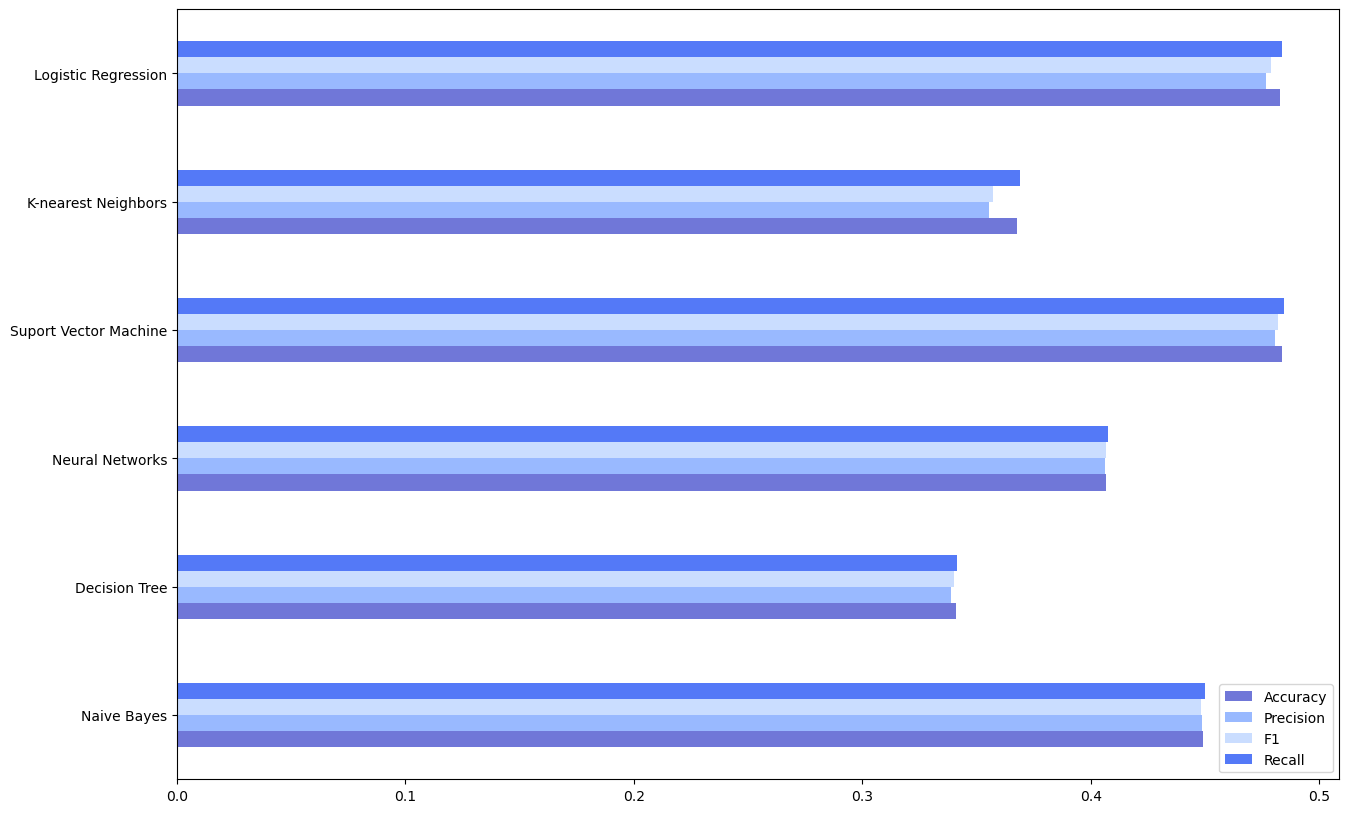 Logistic Regression
K-nearest Neighbors
Suport Vector Machine
Neural Networks
Decision Tree
Naive Bayes
Accuracy
Precision
F1
Recall
0.0 0.1 0.2 0.3 0.4 0.5